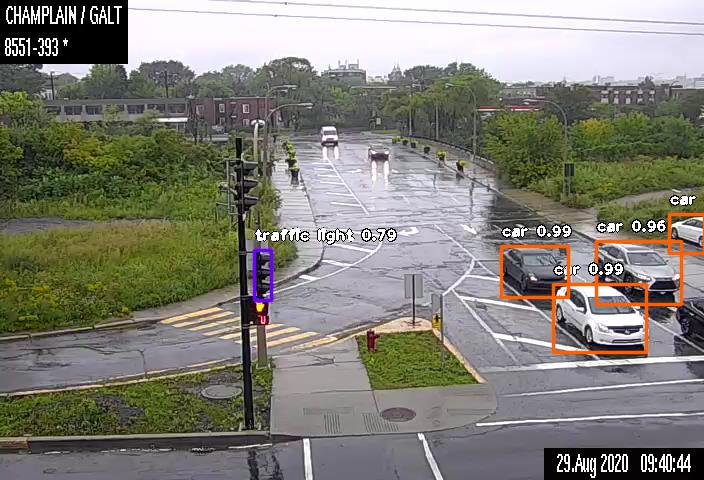 CHAMPLAIN / GALT
8551-393 *
traffic light 0.79
car 0.99
car 0.96
car
car 0.99
29.Aug 2020 09:40:44